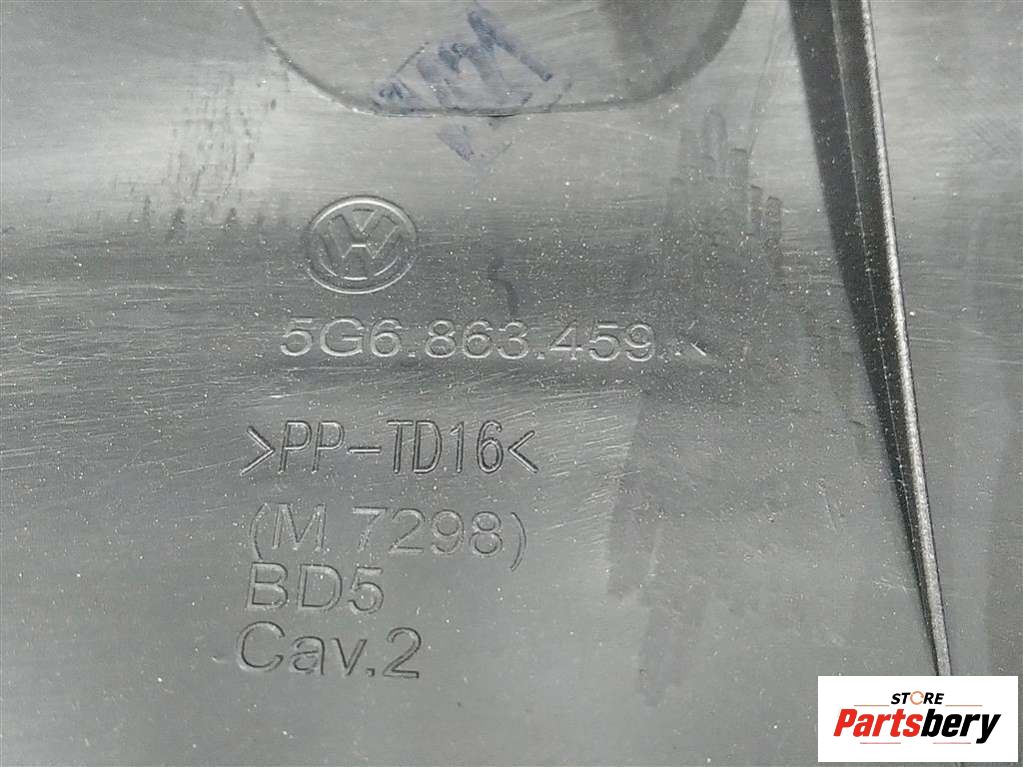 5G6.863.459
>PP-TD16<
(M 7298)
BD5
Cav.2
STORE
Partsbery